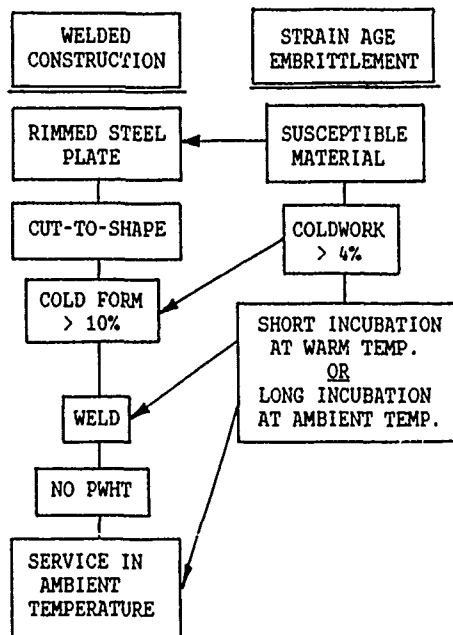 WELDED
CONSTRUCTION
STRAIN AGE
EMBRITTLEMENT
RIMMED STEEL
PLATE
SUSCEPTIBLE
MATERIAL
CUT-TO-SHAPE
COLDWORK
> 4%
COLD FORM
> 10%
SHORT INCUBATION
AT WARM TEMP.
OR
LONG INCUBATION
AT AMBIENT TEMP.
WELD
NO PWHT
SERVICE IN
AMBIENT
TEMPERATURE